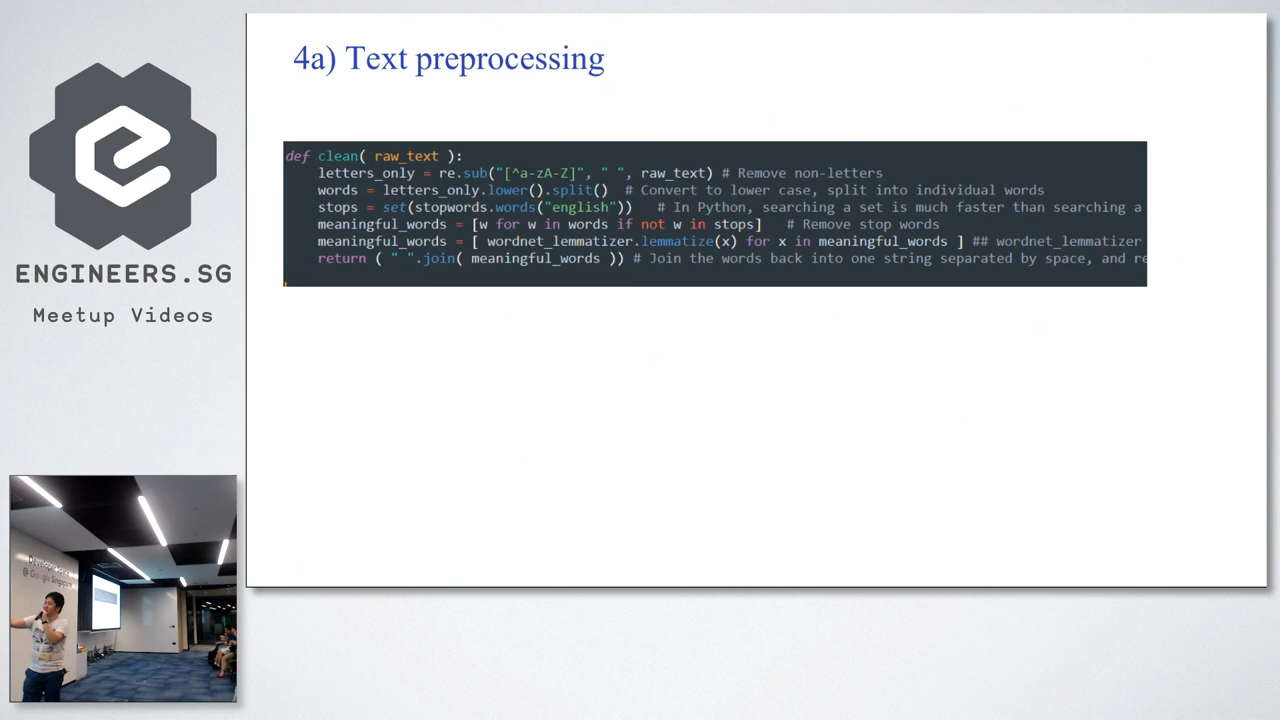 4a) Text preprocessing
def clean( raw_text ):
letters_only = re.sub("[^a-zA-Z]", " ", raw_text) # Remove non-letters
words = letters_only.lower().split()  # Convert to lower case, split into individual words
stops = set(stopwords.words("english"))   # In Python, searching a set is much faster than searching a
meaningful_words = [w for w in words if not w in stops]   # Remove stop words
meaningful_words = [ wordnet_lemmatizer.lemmatize(x) for x in meaningful_words ] ## wordnet_lemmatizer
return ( " ".join( meaningful_words )) # Join the words back into one string separated by space, and re
ENGINEERS.SG
Meetup Videos
@ Google Singapore